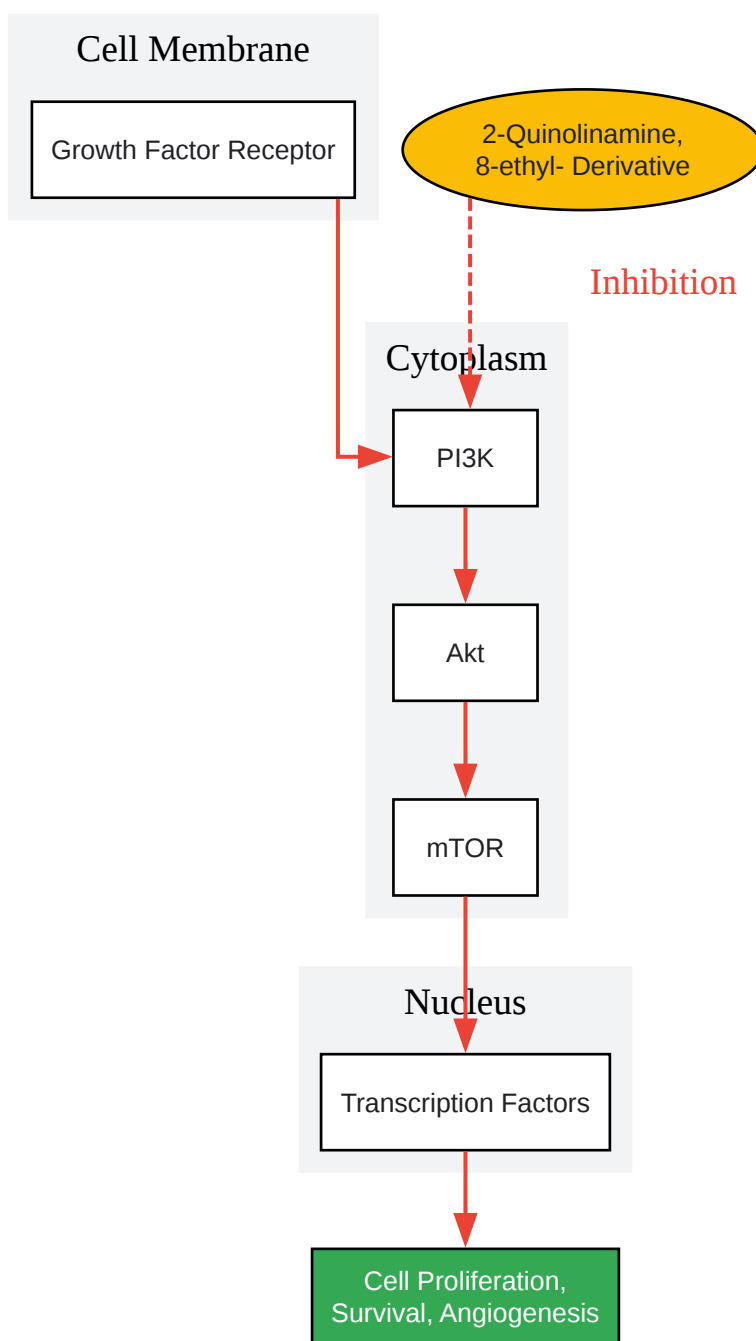 Cell Membrane
Growth Factor Receptor
2-Quinolinamine,
8-ethyl- Derivative
Inhibition
Cytoplasm
PI3K
Akt
mTOR
Nucleus
Transcription Factors
Cell Proliferation,
Survival, Angiogenesis